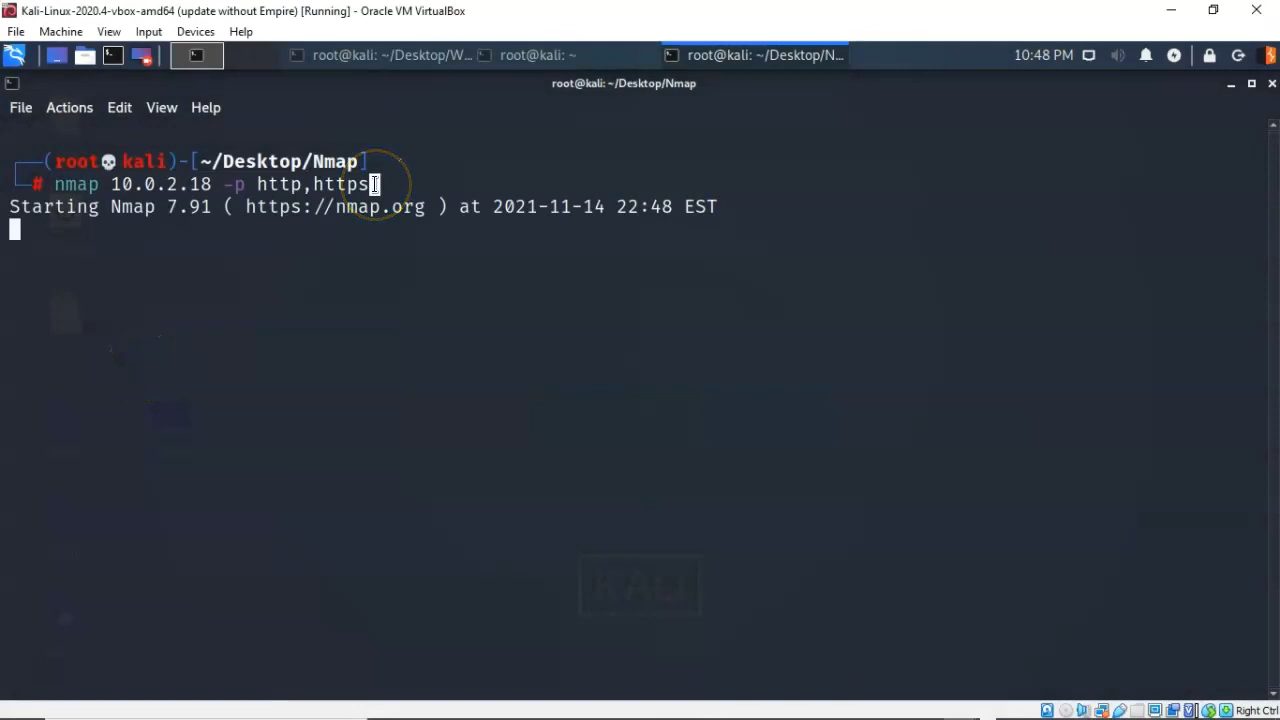 Kali-Linux-2020.4-vbox-amd64 (update without Empire) [Running] - Oracle VM VirtualBox
File Machine View Input Devices Help
root@kali: ~/Desktop/W... root@kali: ~ root@kali: ~/Desktop/N... 10:48 PM
root@kali: ~/Desktop/Nmap
File Actions Edit View Help
(root💀kali)-[~/Desktop/Nmap]
# nmap 10.0.2.18 -p http,https
Starting Nmap 7.91 ( https://nmap.org ) at 2021-11-14 22:48 EST
KALI
Right Ctrl